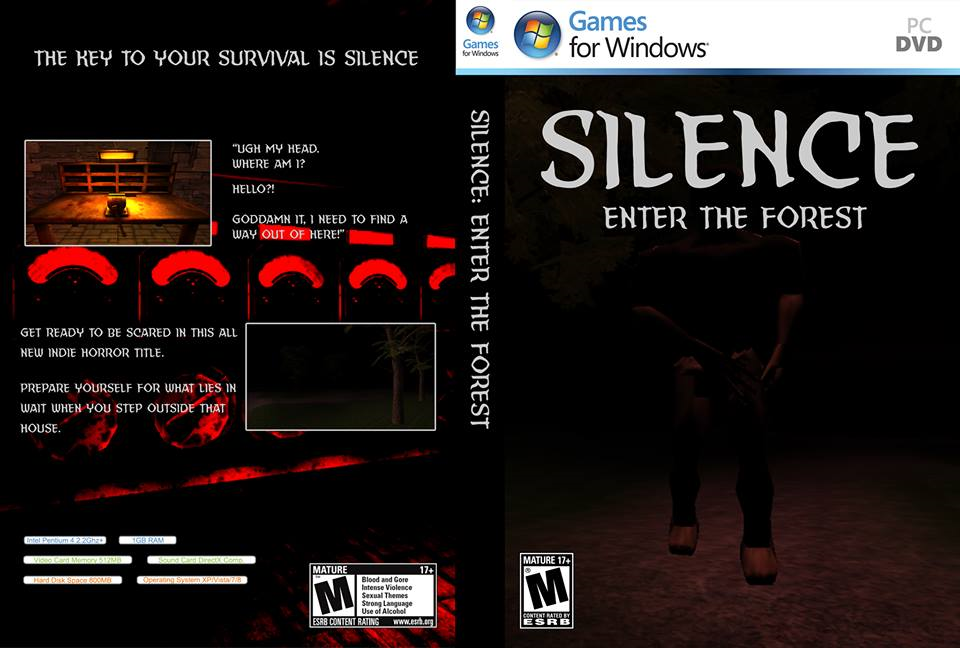 THE KEY TO YOUR SURVIVAL IS SILENCE
"UGH MY HEAD.
WHERE AM I?
HELLO?!
GODDAMN IT, I NEED TO FIND A
WAY OUT OF HERE!"
GET READY TO BE SCARED IN THIS ALL
NEW INDIE HORROR TITLE.
PREPARE YOURSELF FOR WHAT LIES IN
WAIT WHEN YOU STEP OUTSIDE THAT
HOUSE.
Intel Pentium 4.2.2Ghz+
1GB RAM
Video Card Memory 512MB
Sound Card DirectX Comp.
Hard Disk Space 800MB
Operating System XP/Vista/7/8
MATURE 17+
M
Blood and Gore
Intense Violence
Sexual Themes
Strong Language
Use of Alcohol
ESRB CONTENT RATING www.esrb.org
Games
for Windows
SILENCE: ENTER THE FOREST
Games
for Windows
PC
DVD
SILENCE
ENTER THE FOREST
MATURE 17+
M
CONTENT RATED BY
ESRB